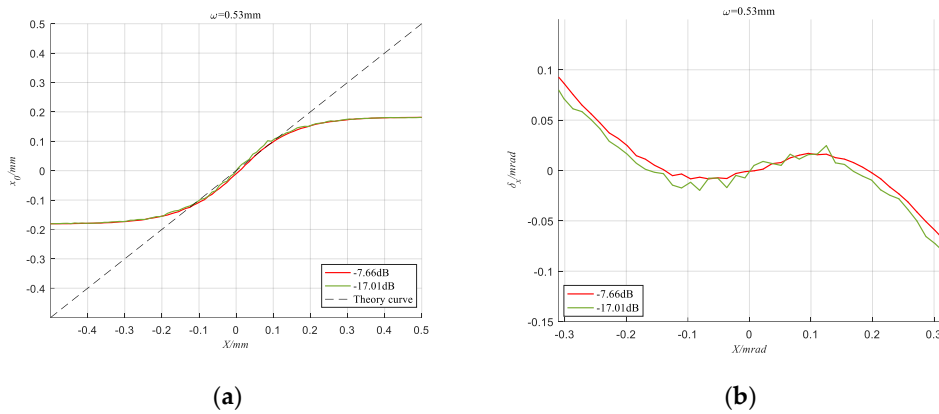 ω=0.53mm
0.5
0.4
0.3
0.2
0.1
0
-0.1
-0.2
-0.3
-0.4
x0/mm
-0.4 -0.3 -0.2 -0.1 0 0.1 0.2 0.3 0.4 0.5
X/mm
-7.66dB
-17.01dB
Theory curve
(a)
ω=0.53mm
0.1
0.05
0
-0.05
-0.1
-0.15
δx/mrad
-0.3 -0.2 -0.1 0 0.1 0.2 0.3
X/mrad
-7.66dB
-17.01dB
(b)